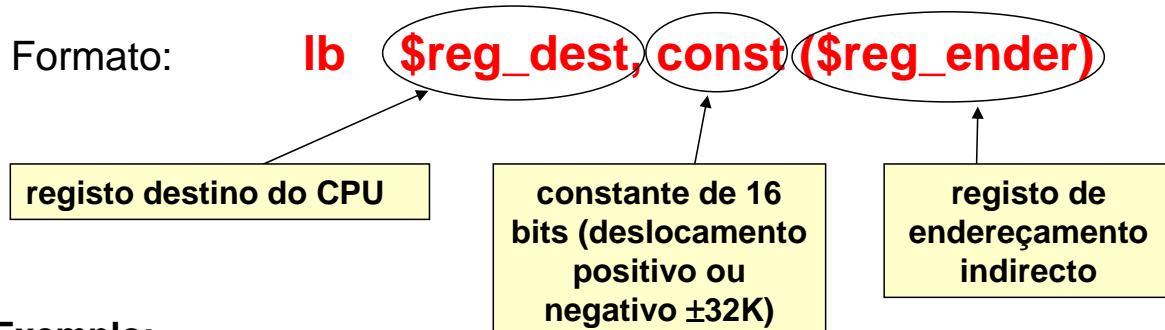 Formato: lb $reg_dest, const ($reg_ender)
registo destino do CPU
constante de 16
bits (deslocamento
positivo ou
negativo ±32K)
registo de
endereçamento
indirecto
Exemplo: